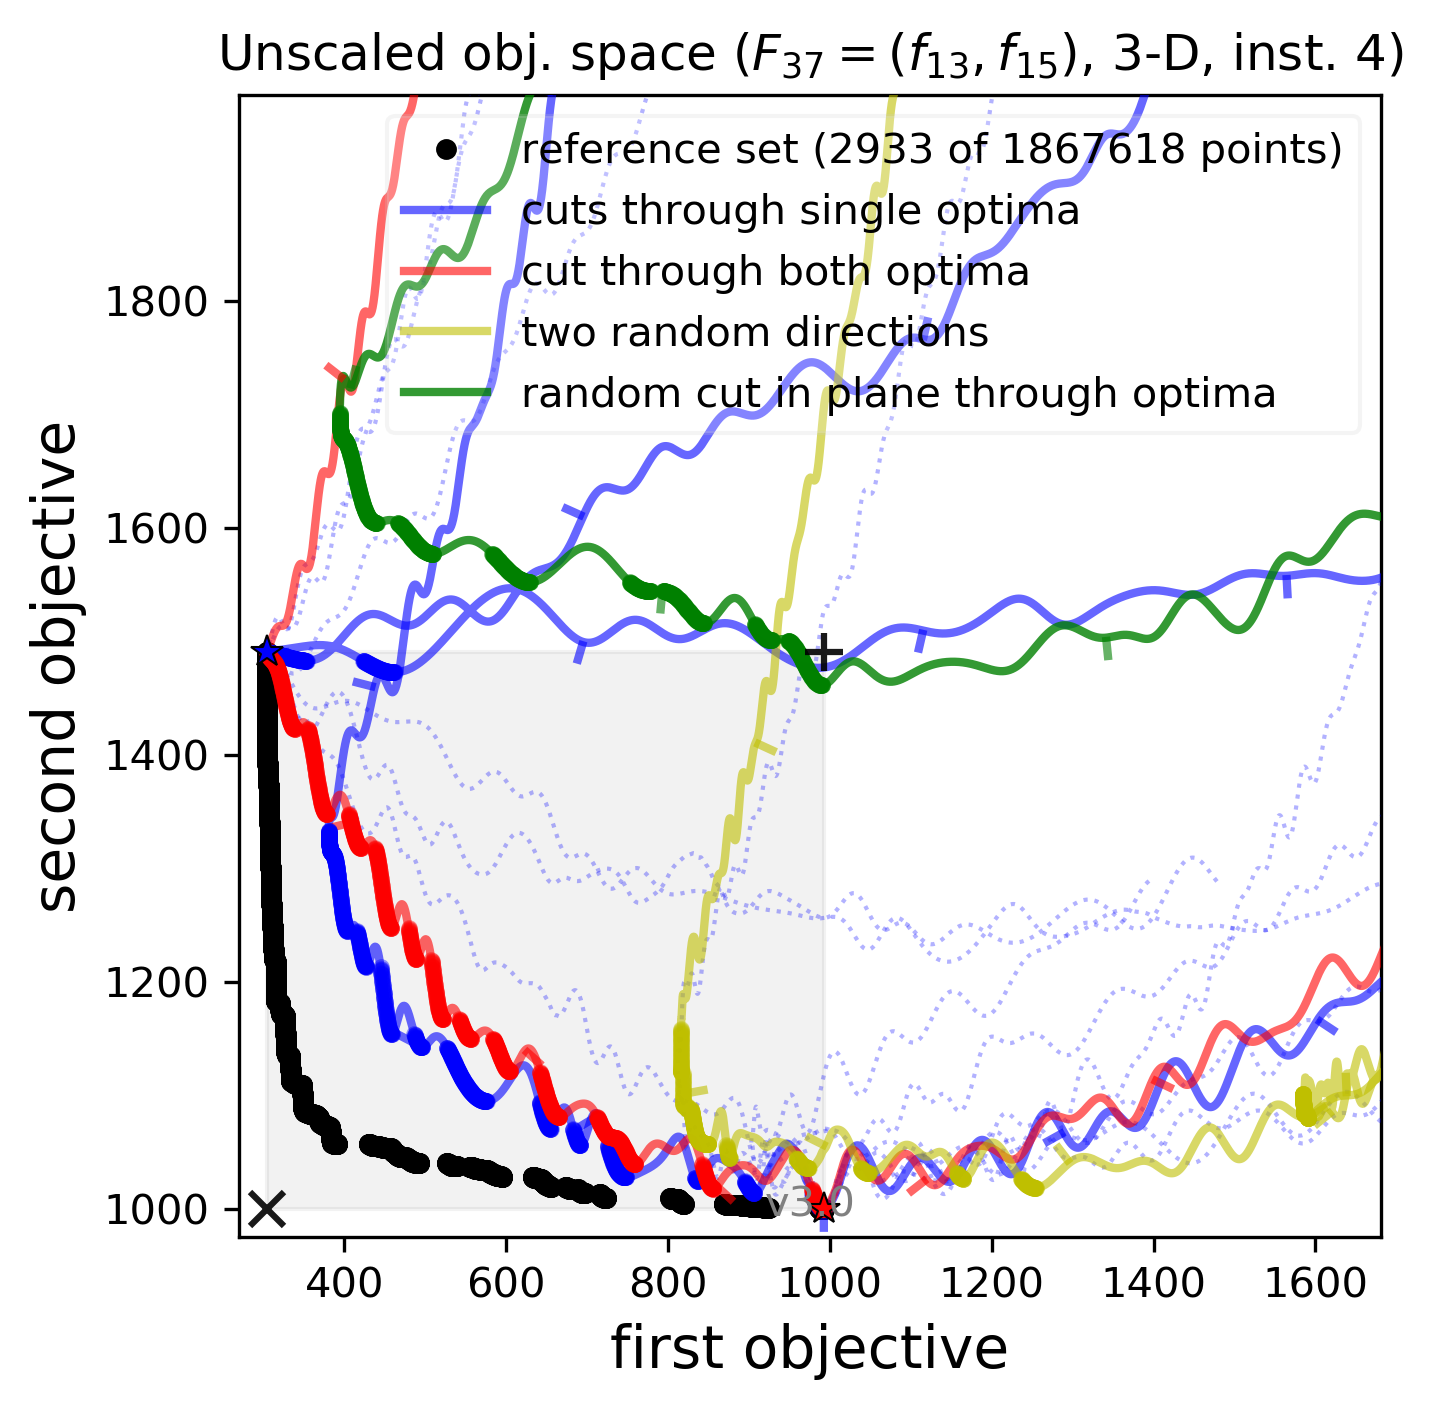 Unscaled obj. space (F₃₇ = (f₁₃, f₁₅), 3-D, inst. 4)
reference set (2933 of 1867618 points)
cuts through single optima
cut through both optima
two random directions
random cut in plane through optima
second objective
1800
1600
1400
1200
1000
v3.0
400 600 800 1000 1200 1400 1600
first objective